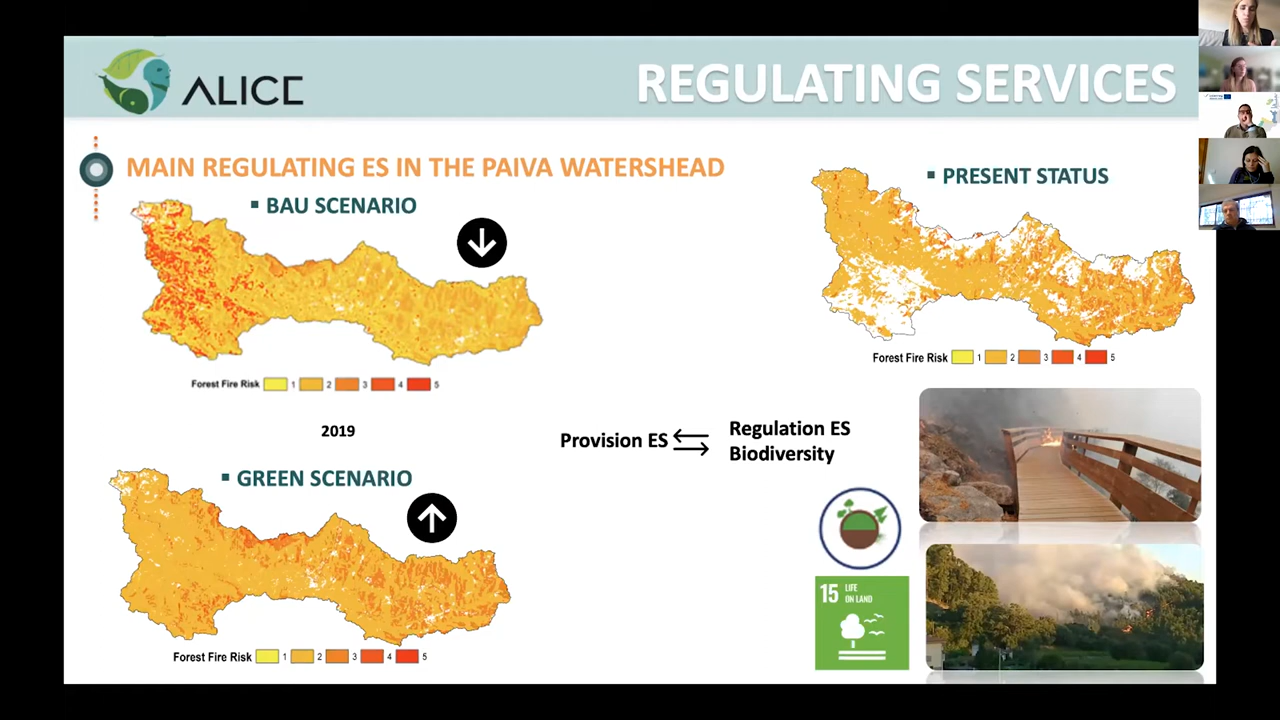 ALICE
REGULATING SERVICES
MAIN REGULATING ES IN THE PAIVA WATERSHEAD
▪ BAU SCENARIO
▪ PRESENT STATUS
Forest Fire Risk 1 2 3 4 5
Forest Fire Risk 1 2 3 4 5
2019
Provision ES
Regulation ES
Biodiversity
▪ GREEN SCENARIO
15 LIFE
ON LAND
Forest Fire Risk 1 2 3 4 5